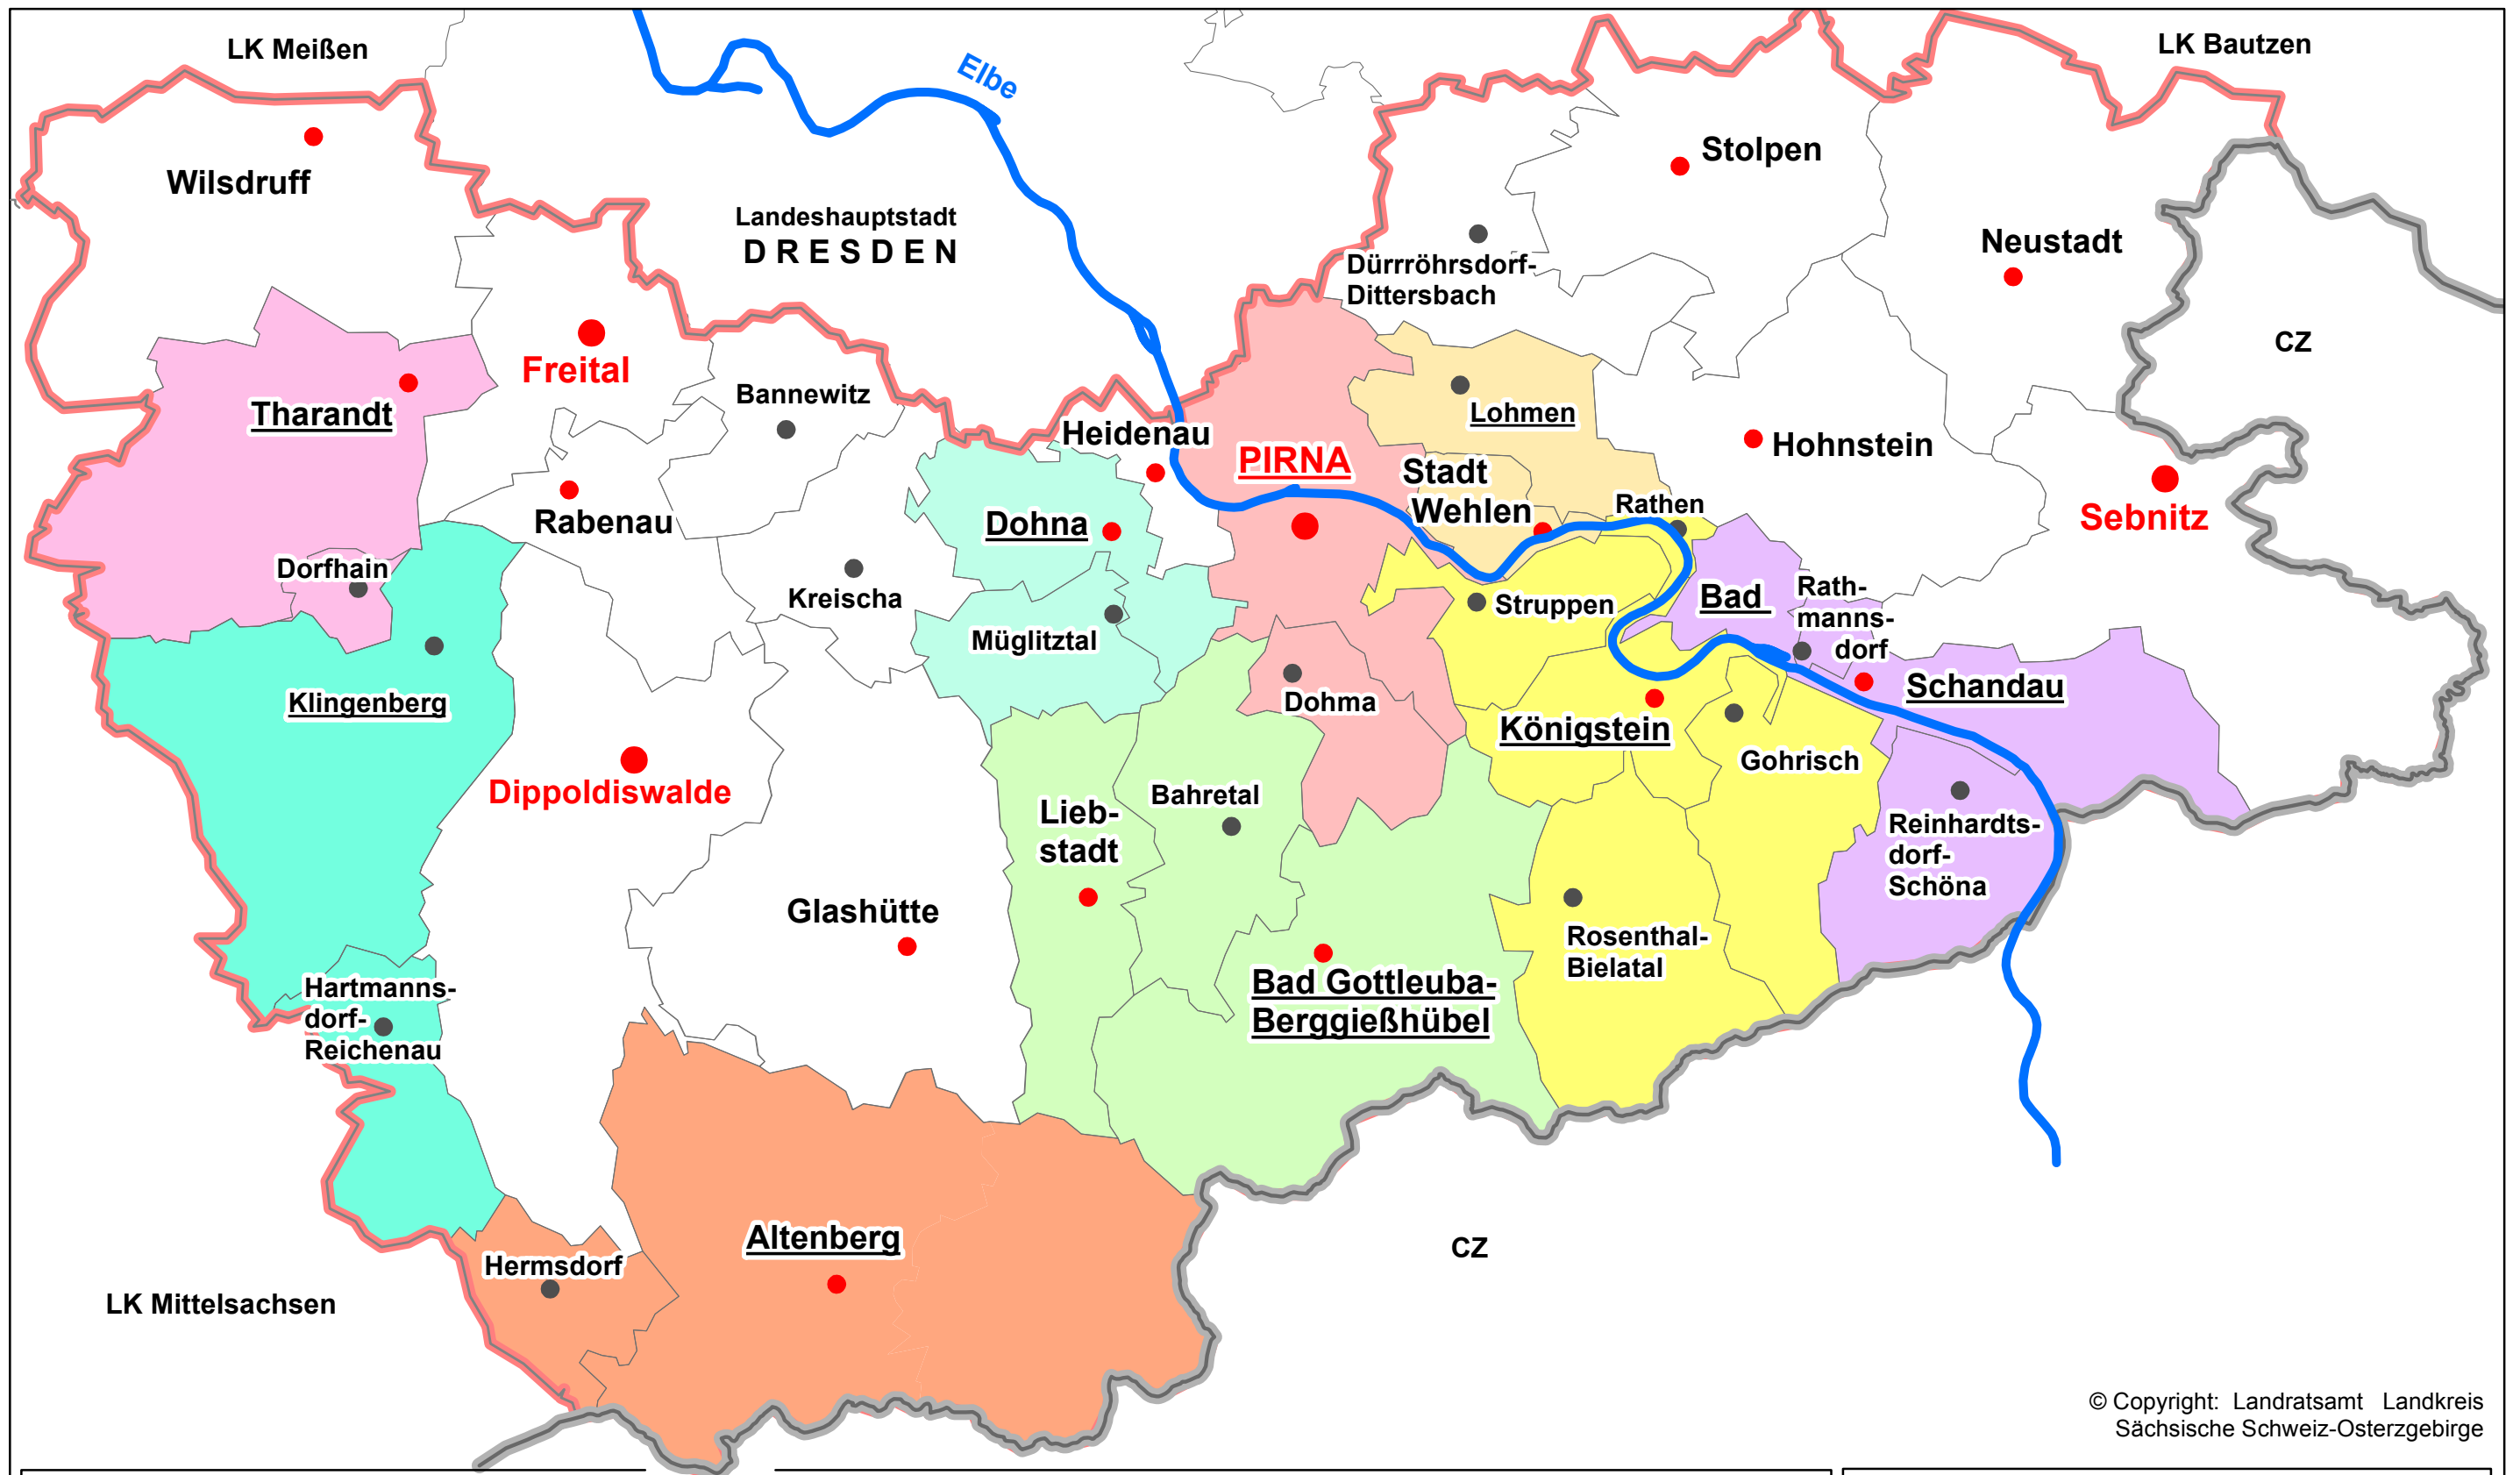 LK Meißen
LK Bautzen
Elbe
Wilsdruff
Stolpen
Landeshauptstadt
DRESDEN
Neustadt
Dürrröhrsdorf-
Dittersbach
CZ
Freital
Bannewitz
Tharandt
Lohmen
Heidenau
Hohnstein
PIRNA
Stadt
Wehlen
Rathen
Sebnitz
Rabenau
Dohna
Dorfhain
Kreischa
Struppen
Bad
Rath-
manns-
dorf
Müglitztal
Klingenberg
Dohma
Schandau
Königstein
Gohrisch
Dippoldiswalde
Bahretal
Lieb-
stadt
Reinhardts-
dorf-
Schöna
Glashütte
Rosenthal-
Bielatal
Hartmanns-
dorf-
Reichenau
Bad Gottleuba-
Berggießhübel
Altenberg
CZ
Hermsdorf
LK Mittelsachsen
© Copyright: Landratsamt Landkreis
Sächsische Schweiz-Osterzgebirge